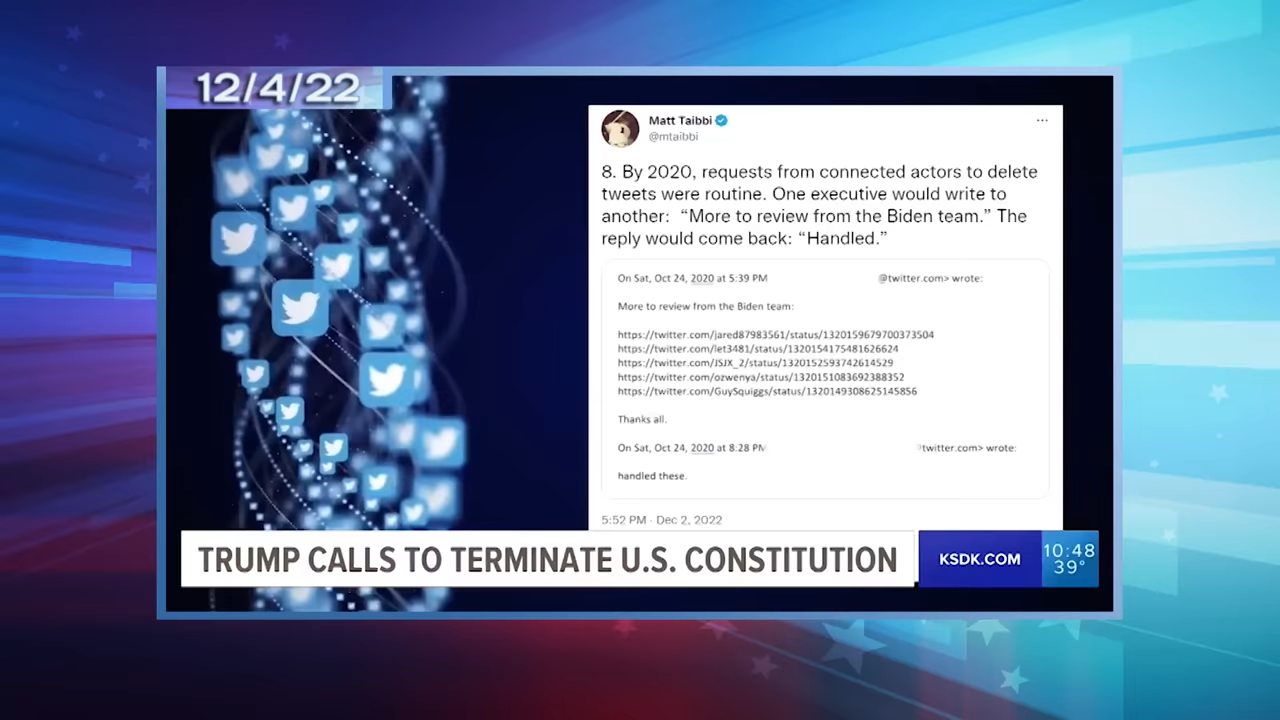 12/4/22
Matt Taibbi
@mtaibbi
8. By 2020, requests from connected actors to delete
tweets were routine. One executive would write to
another: “More to review from the Biden team.” The
reply would come back: “Handled.”
On Sat, Oct 24, 2020 at 5:39 PM @twitter.com> wrote:
More to review from the Biden team:
https://twitter.com/jared87983561/status/1320159679700373504
https://twitter.com/let3481/status/1320154175481626624
https://twitter.com/JSJX_2/status/1320152593742614529
https://twitter.com/ozwenya/status/1320151083692388352
https://twitter.com/GuySquiggs/status/1320149308625145856
Thanks all.
On Sat, Oct 24, 2020 at 8:28 PM twitter.com> wrote:
handled these.
5:52 PM - Dec 2, 2022
TRUMP CALLS TO TERMINATE U.S. CONSTITUTION
KSDK.COM
10:48
39°